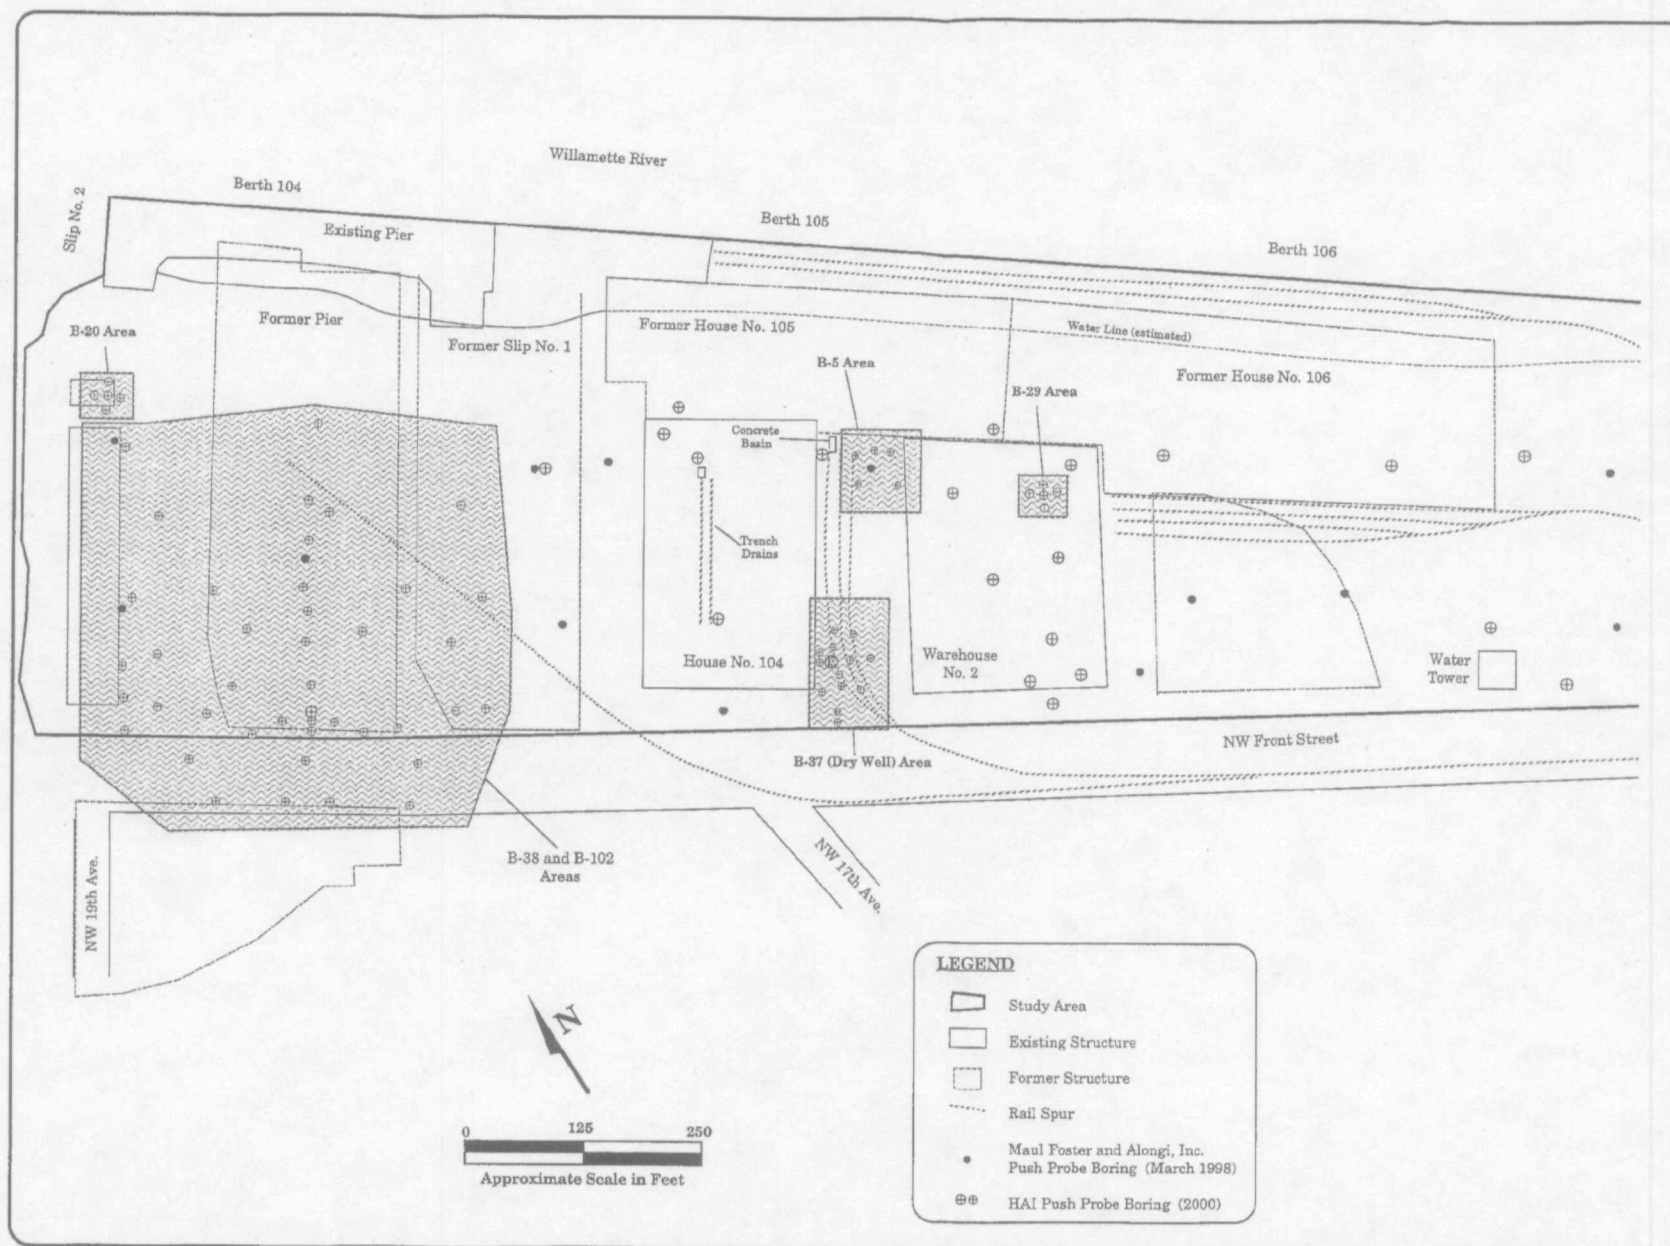 Willamette River
Slip No. 2
Berth 104
Existing Pier
Berth 105
Berth 106
B-20 Area
Former Pier
Former Slip No. 1
Former House No. 105
Water Line (estimated)
B-5 Area
B-29 Area
Former House No. 106
Concrete
Basin
Trench
Drains
House No. 104
Warehouse
No. 2
Water
Tower
NW Front Street
B-37 (Dry Well) Area
B-38 and B-102
Areas
NW 17th Ave.
NW 19th Ave.
N
0 125 250
Approximate Scale in Feet
LEGEND
Study Area
Existing Structure
Former Structure
Rail Spur
Maul Foster and Alongi, Inc.
Push Probe Boring (March 1998)
HAI Push Probe Boring (2000)